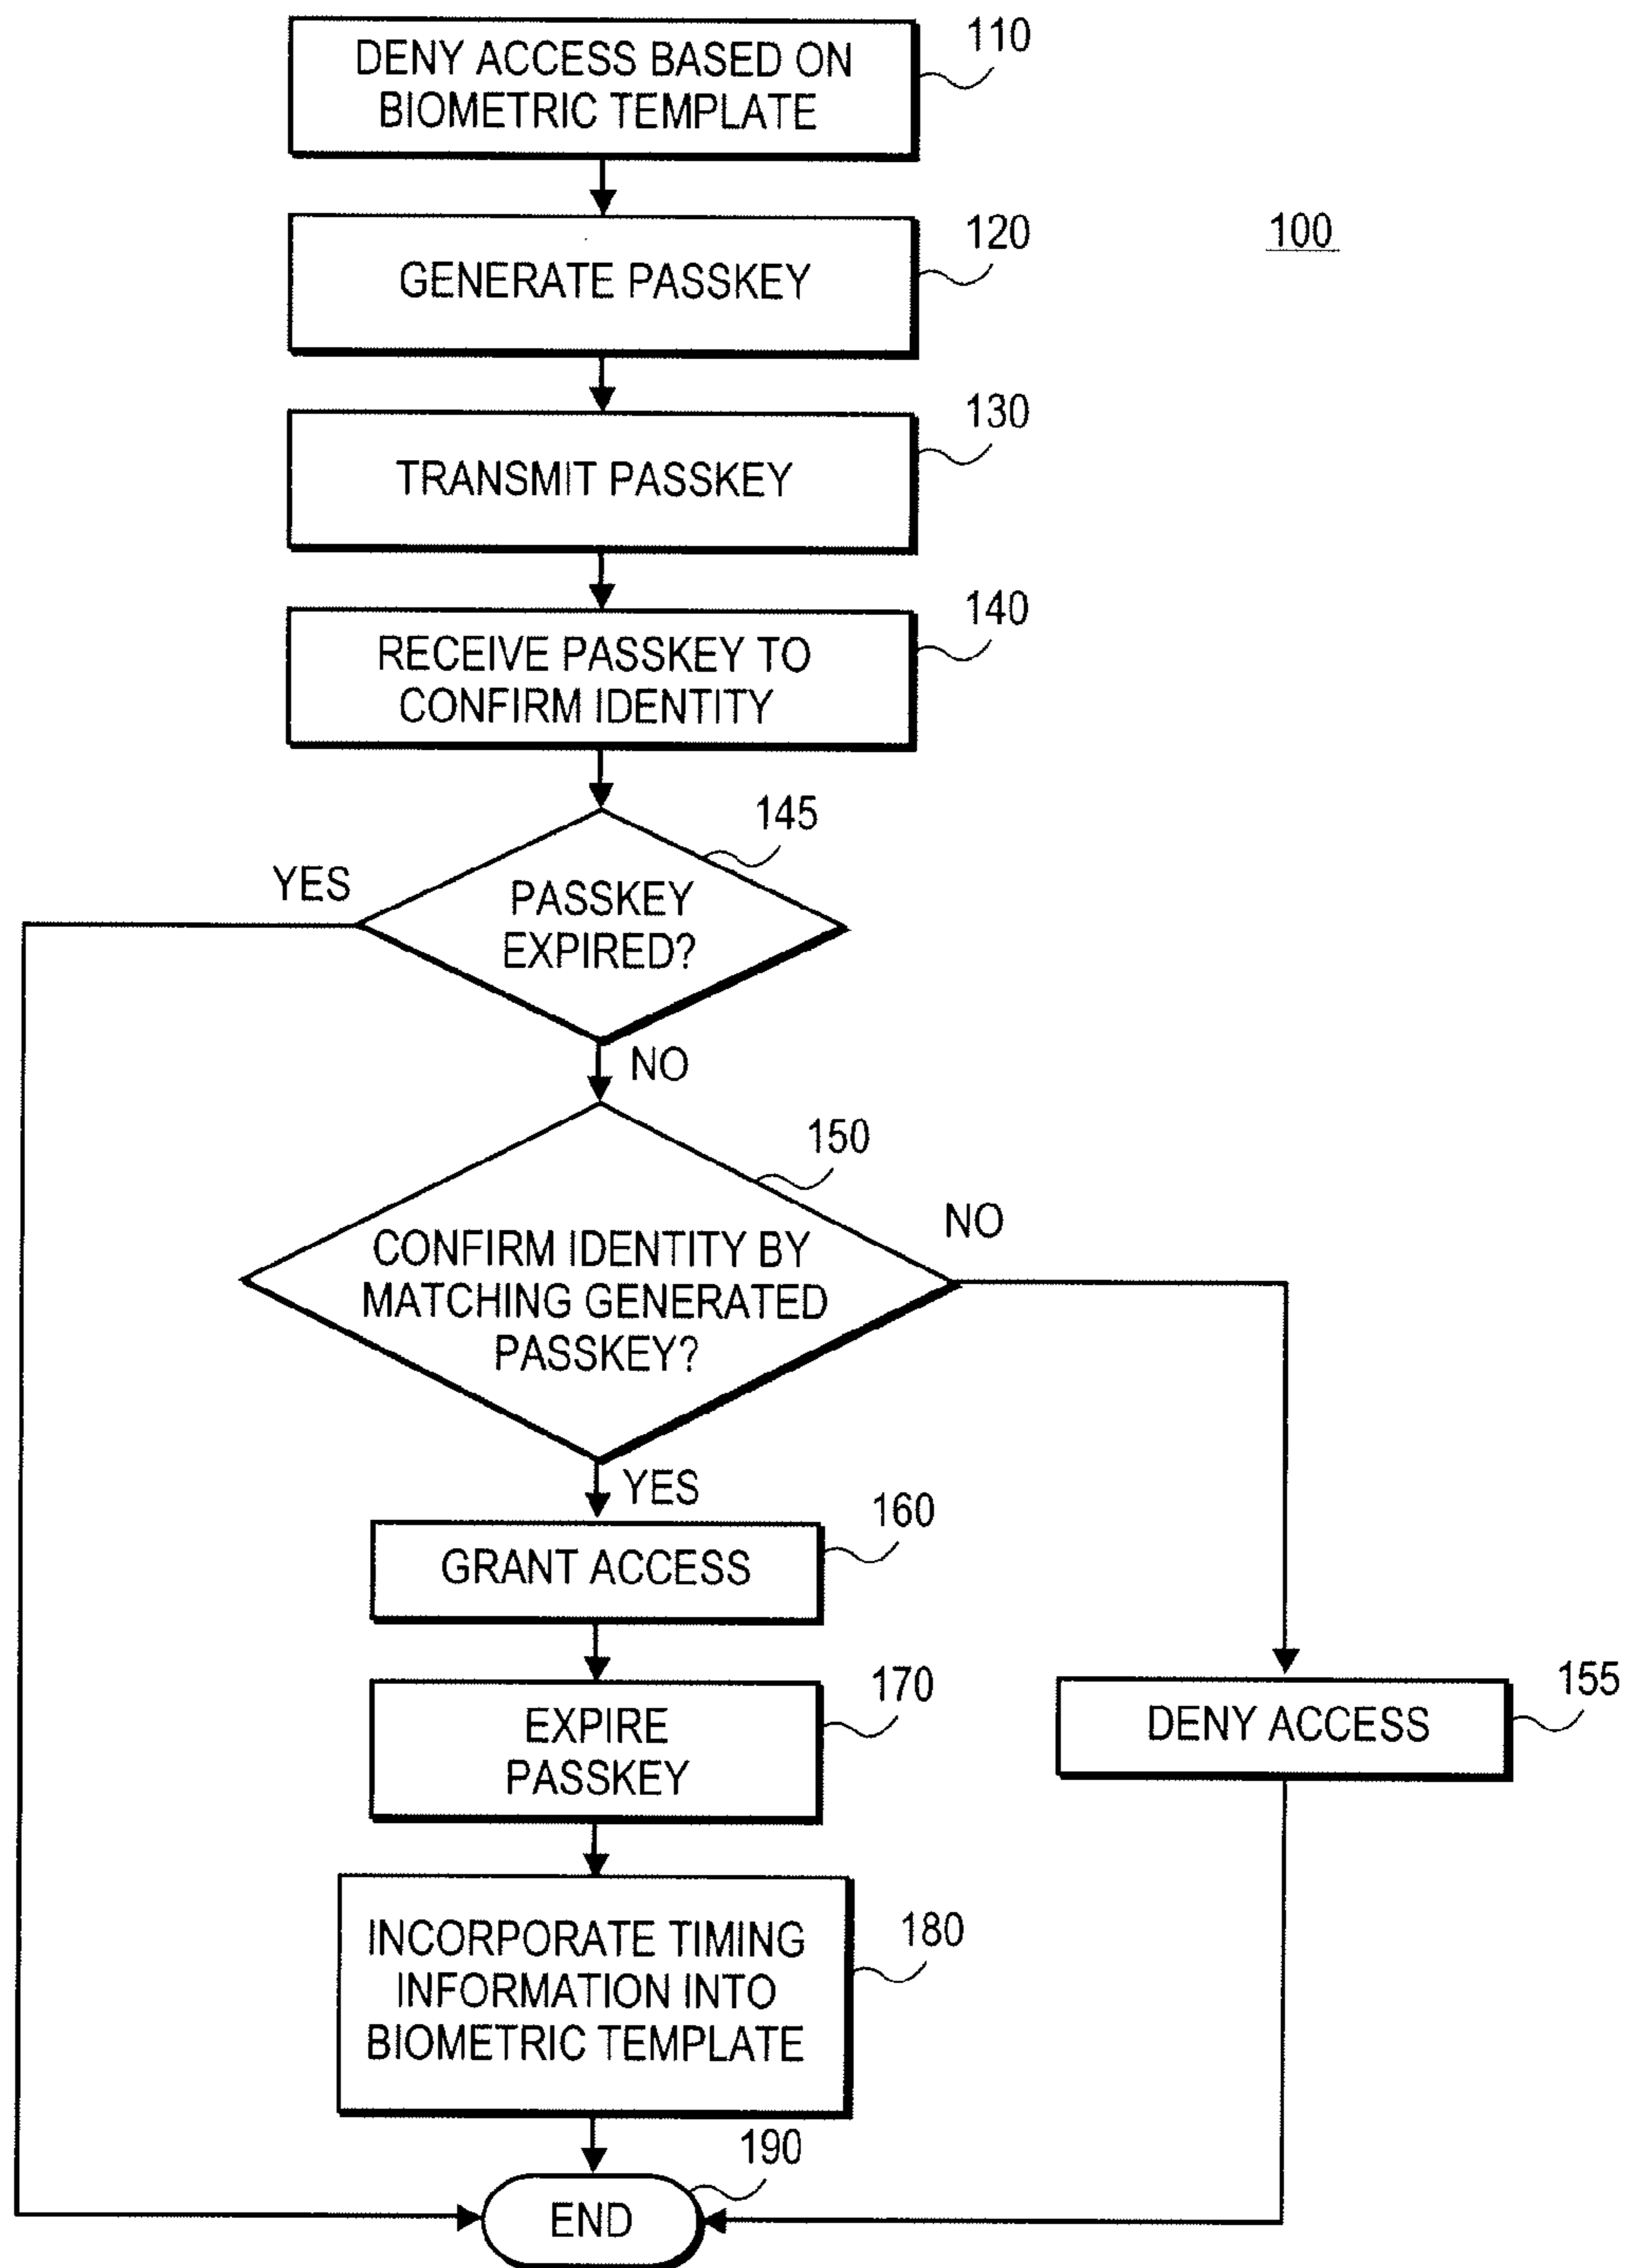 110
DENY ACCESS BASED ON
BIOMETRIC TEMPLATE
120
100
GENERATE PASSKEY
130
TRANSMIT PASSKEY
140
RECEIVE PASSKEY TO
CONFIRM IDENTITY
145
YES
PASSKEY
EXPIRED?
NO
150
NO
CONFIRM IDENTITY BY
MATCHING GENERATED
PASSKEY?
YES
160
GRANT ACCESS
170
EXPIRE
PASSKEY
155
DENY ACCESS
180
INCORPORATE TIMING
INFORMATION INTO
BIOMETRIC TEMPLATE
190
END